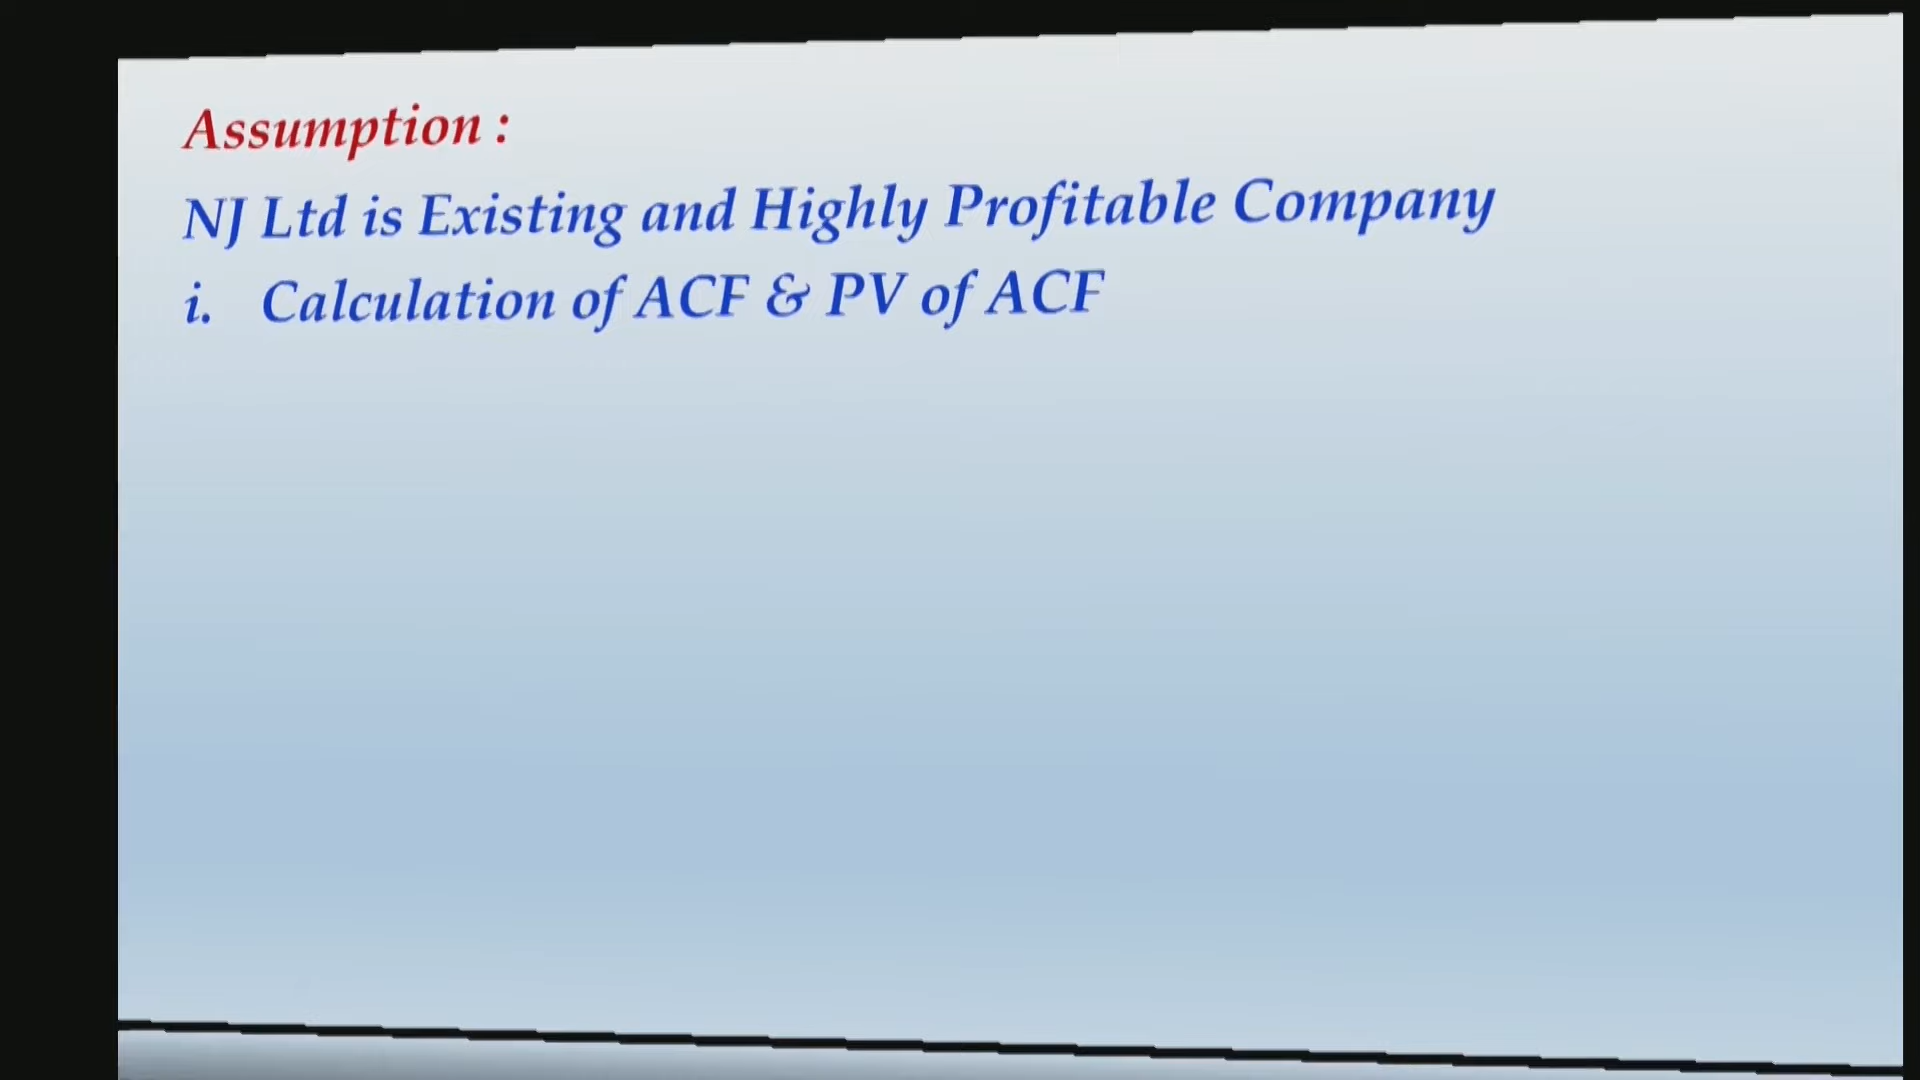 Assumption :
NJ Ltd is Existing and Highly Profitable Company
i. Calculation of ACF & PV of ACF